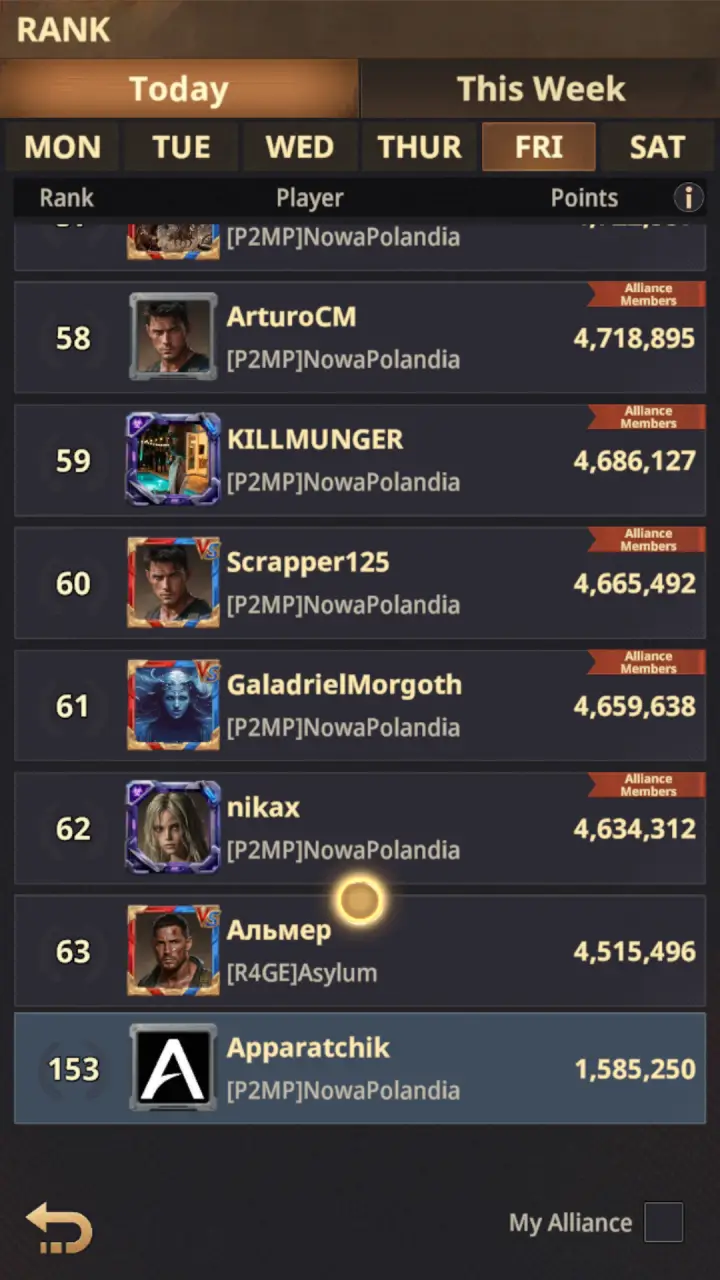 RANK
Today
This Week
MON TUE WED THUR FRI SAT
Rank Player Points
[P2MP]NowaPolandia
Alliance Members
58 ArturoCM 4,718,895
[P2MP]NowaPolandia
Alliance Members
59 KILLMUNGER 4,686,127
[P2MP]NowaPolandia
Alliance Members
60 Scrapper125 4,665,492
[P2MP]NowaPolandia
Alliance Members
61 GaladrielMorgoth 4,659,638
[P2MP]NowaPolandia
Alliance Members
62 nikax 4,634,312
[P2MP]NowaPolandia
63 Альмер 4,515,496
[R4GE]Asylum
153 Apparatchik 1,585,250
[P2MP]NowaPolandia
My Alliance